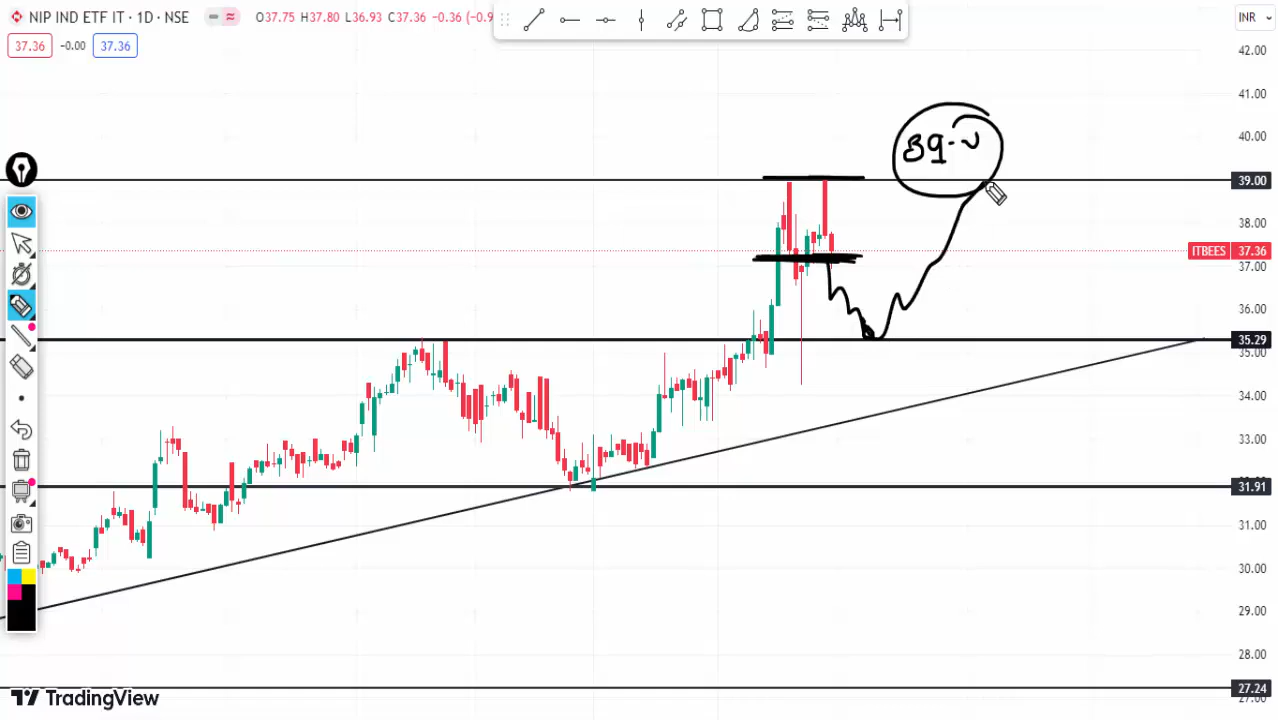 NIP IND ETF IT · 1D · NSE
O37.75 H37.80 L36.93 C37.36 -0.36
INR
37.36 -0.00 37.36
42.00
41.00
40.00
39.00
38.00
ITBEES 37.36
37.00
36.00
35.29
35.00
34.00
33.00
31.91
31.00
30.00
29.00
28.00
27.24
TradingView